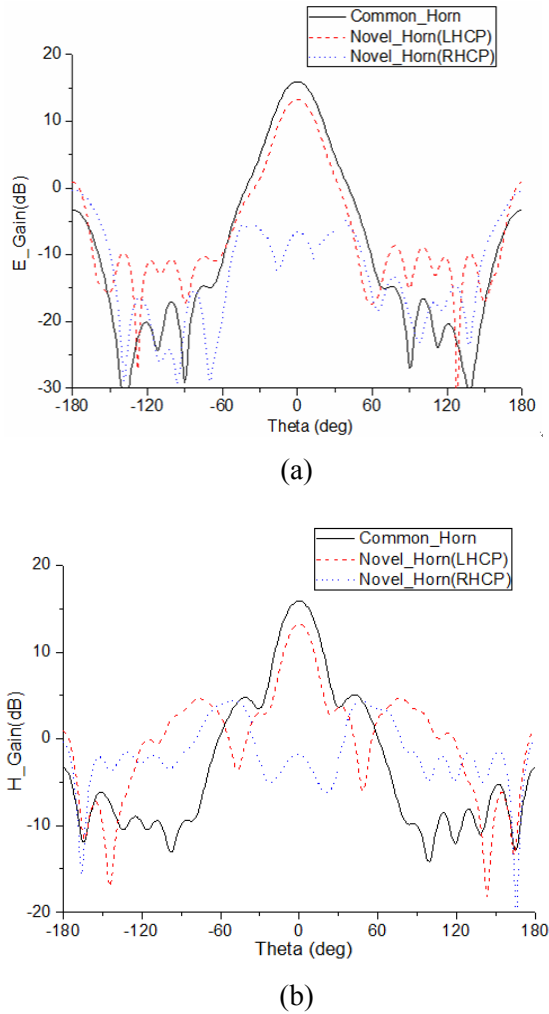 Common_Horn
Novel_Horn(LHCP)
Novel_Horn(RHCP)
20
10
0
-10
-20
-30
E_Gain(dB)
-180 -120 -60 0 60 120 180
Theta (deg)
(a)
Common_Horn
Novel_Horn(LHCP)
Novel_Horn(RHCP)
20
10
0
-10
-20
H_Gain(dB)
-180 -120 -60 0 60 120 180
Theta (deg)
(b)